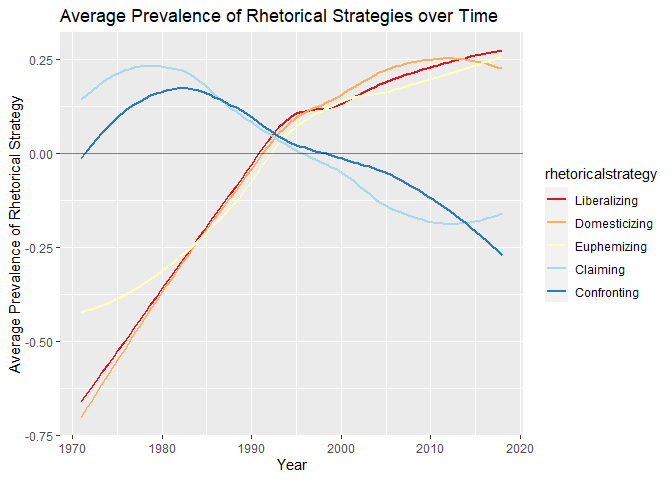 Average Prevalence of Rhetorical Strategies over Time
Average Prevalence of Rhetorical Strategy
0.25
0.00
-0.25
-0.50
-0.75
1970 1980 1990 2000 2010 2020
Year
rhetoricalstrategy
Liberalizing
Domesticizing
Euphemizing
Claiming
Confronting